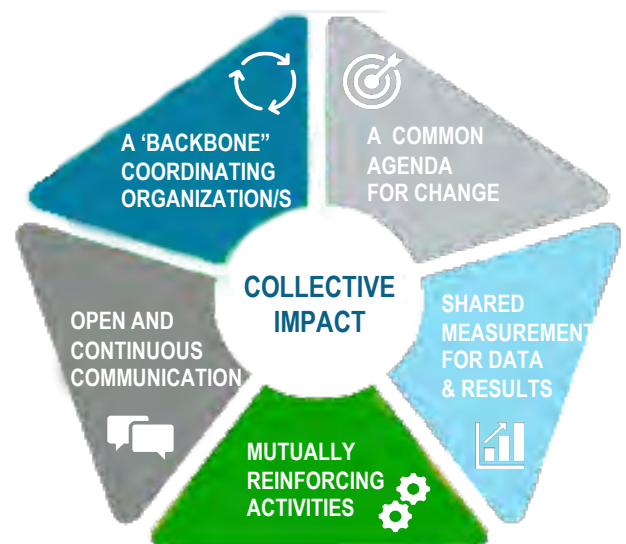 A ‘BACKBONE”
COORDINATING
ORGANIZATION/S
A COMMON
AGENDA
FOR CHANGE
COLLECTIVE
IMPACT
SHARED
MEASUREMENT
FOR DATA
& RESULTS
OPEN AND
CONTINUOUS
COMMUNICATION
MUTUALLY
REINFORCING
ACTIVITIES